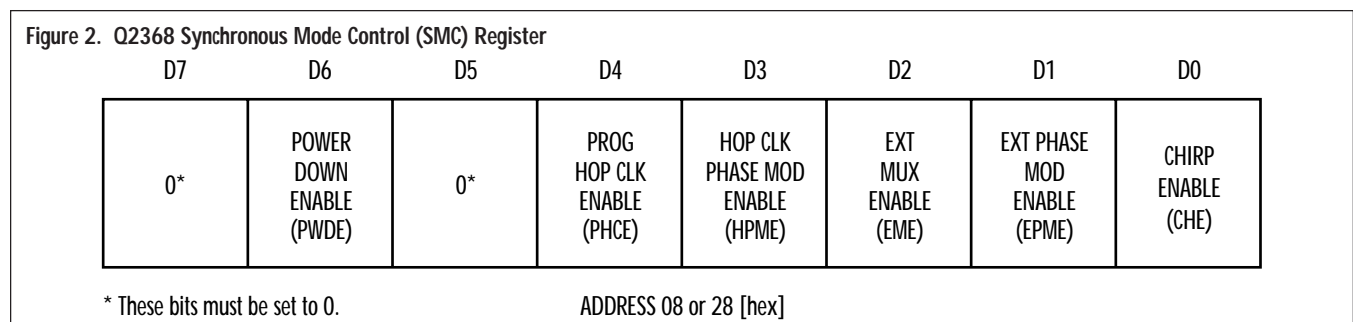 Figure 2. Q2368 Synchronous Mode Control (SMC) Register
D7 D6 D5 D4 D3 D2 D1 D0
0*
POWER
DOWN
ENABLE
(PWDE)
0*
PROG
HOP CLK
ENABLE
(PHCE)
HOP CLK
PHASE MOD
ENABLE
(HPME)
EXT
MUX
ENABLE
(EME)
EXT PHASE
MOD
ENABLE
(EPME)
CHIRP
ENABLE
(CHE)
* These bits must be set to 0.
ADDRESS 08 or 28 [hex]